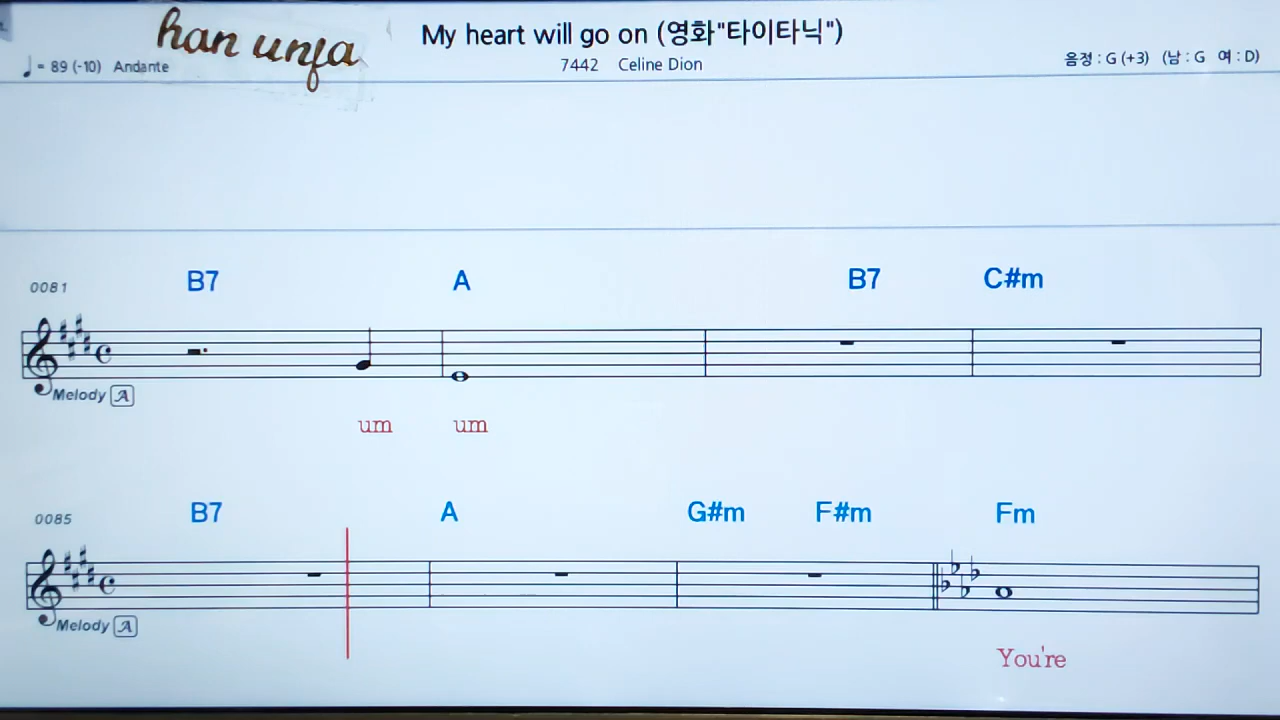 han unja
My heart will go on (영화"타이타닉")
♩ = 89 (-10) Andante
7442 Celine Dion
음정 : G (+3) (남 : G 여 : D)
0081 B7 A B7 C#m
Melody A
um um
0085 B7 A G#m F#m Fm
Melody A
You're